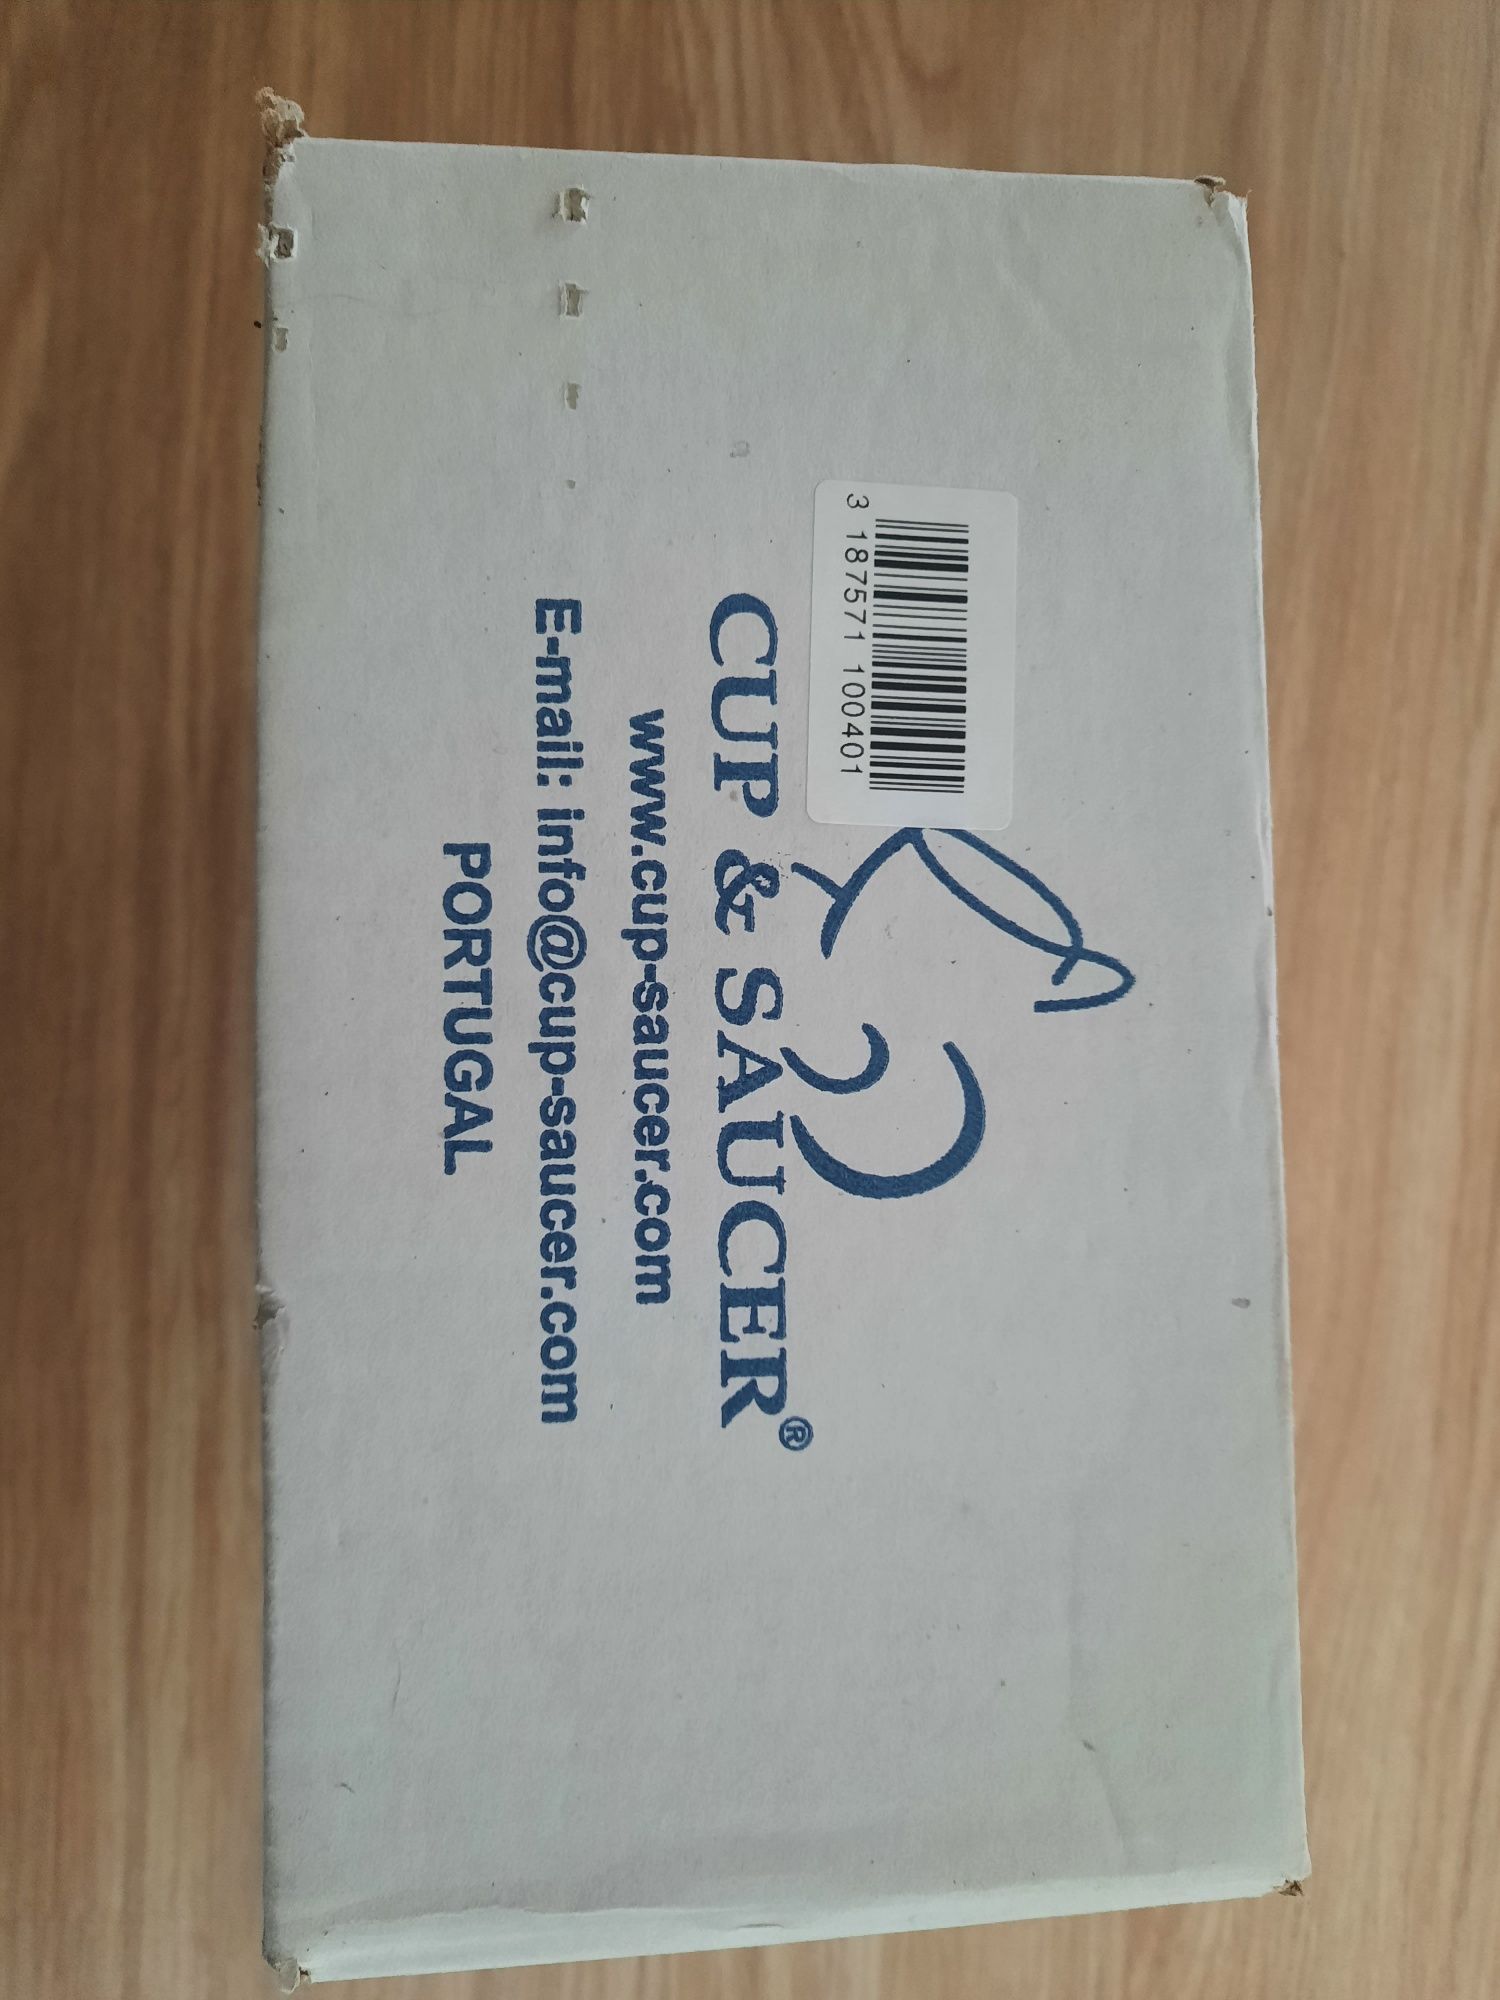 3 187571 100401
CUP & SAUCER®
www.cup-saucer.com
E-mail: info@cup-saucer.com
PORTUGAL